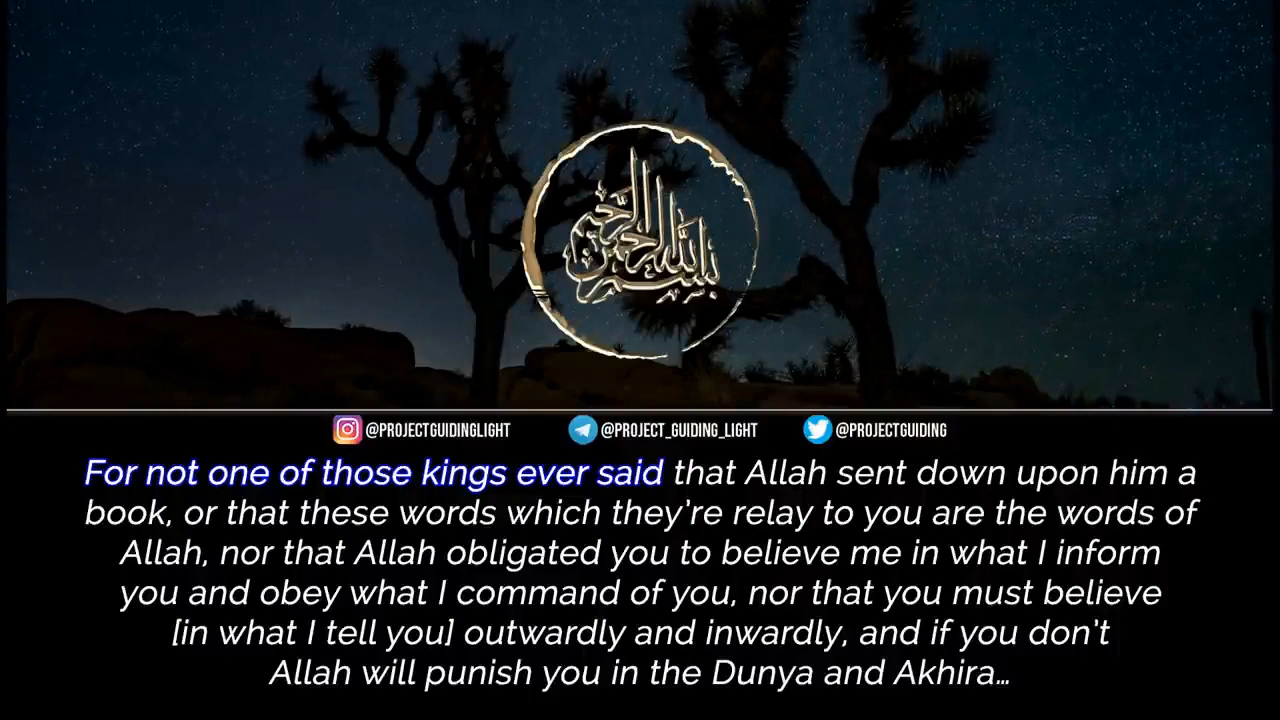 بسم الله الرحمن الرحيم
@PROJECTGUIDINGLIGHT @PROJECT_GUIDING_LIGHT @PROJECTGUIDING
For not one of those kings ever said that Allah sent down upon him a
book, or that these words which they're relay to you are the words of
Allah, nor that Allah obligated you to believe me in what I inform
you and obey what I command of you, nor that you must believe
[in what I tell you] outwardly and inwardly, and if you don't
Allah will punish you in the Dunya and Akhira...